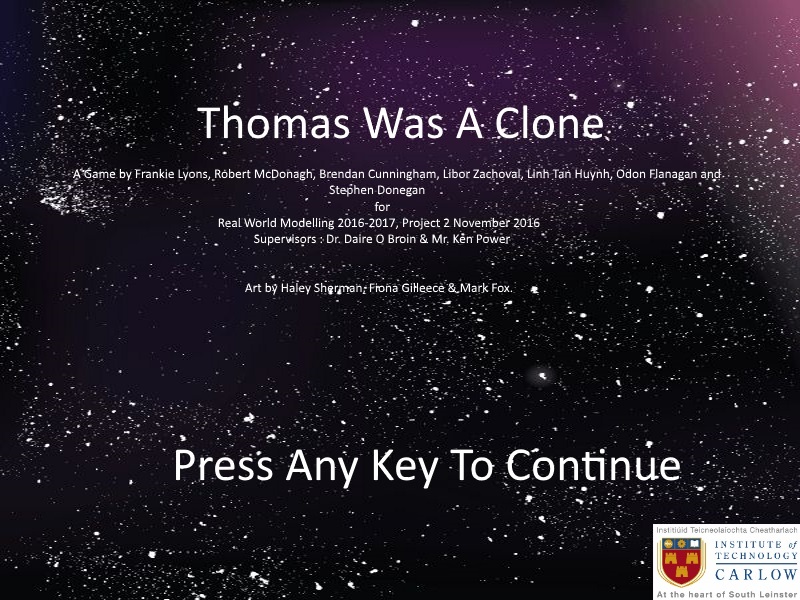 Thomas Was A Clone
A Game by Frankie Lyons, Robert McDonagh, Brendan Cunningham, Libor Zachoval, Linh Tan Huynh, Odon Flanagan and
Stephen Donegan
for
Real World Modelling 2016-2017, Project 2 November 2016
Supervisors : Dr. Daire O Broin & Mr. Ken Power
Art by Haley Sherman, Fiona Gilleece & Mark Fox.
Press Any Key To Continue
Institiúid Teicneolaíochta Cheatharlach
INSTITUTE of
TECHNOLOGY
CARLOW
At the heart of South Leinster